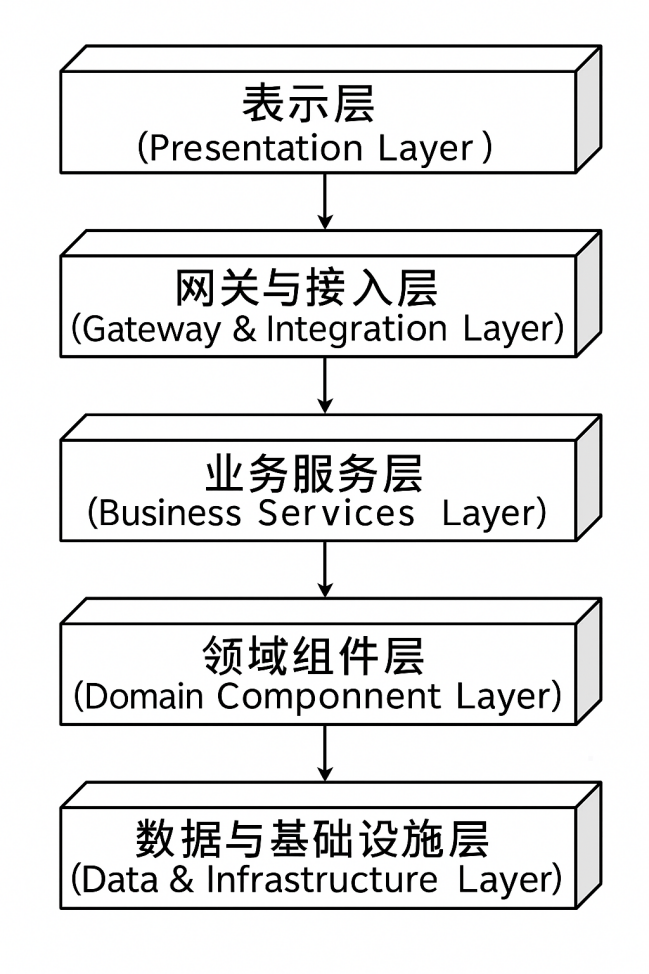 表示层
(Presentation Layer )
网关与接入层
(Gateway & Integration Layer)
业务服务层
(Business Services Layer)
领域组件层
(Domain Componnent Layer)
数据与基础设施层
(Data & Infrastructure Layer)